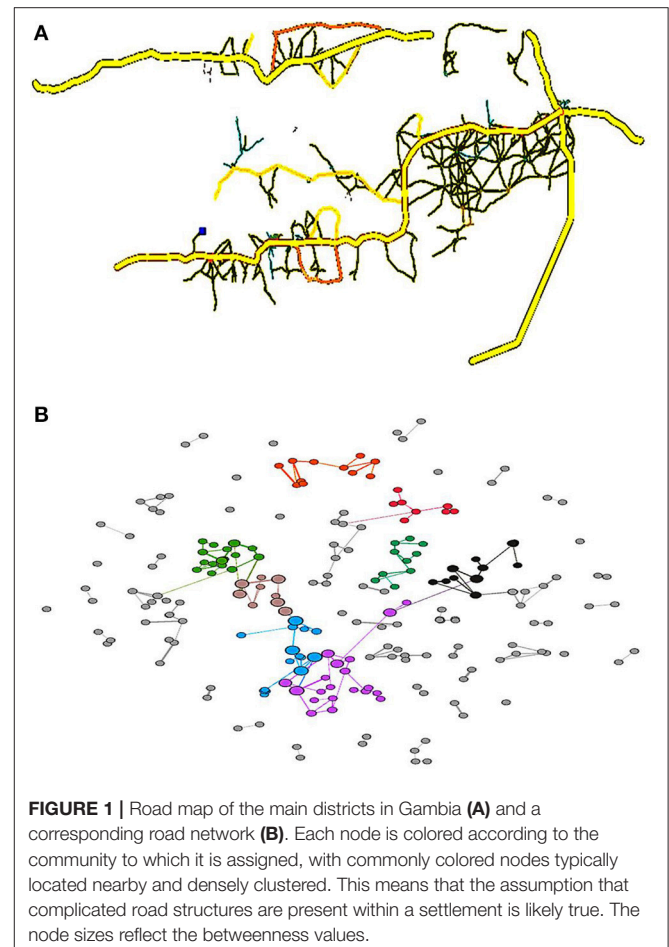 A
B
FIGURE 1 | Road map of the main districts in Gambia (A) and a
corresponding road network (B). Each node is colored according to the
community to which it is assigned, with commonly colored nodes typically
located nearby and densely clustered. This means that the assumption that
complicated road structures are present within a settlement is likely true. The
node sizes reflect the betweenness values.